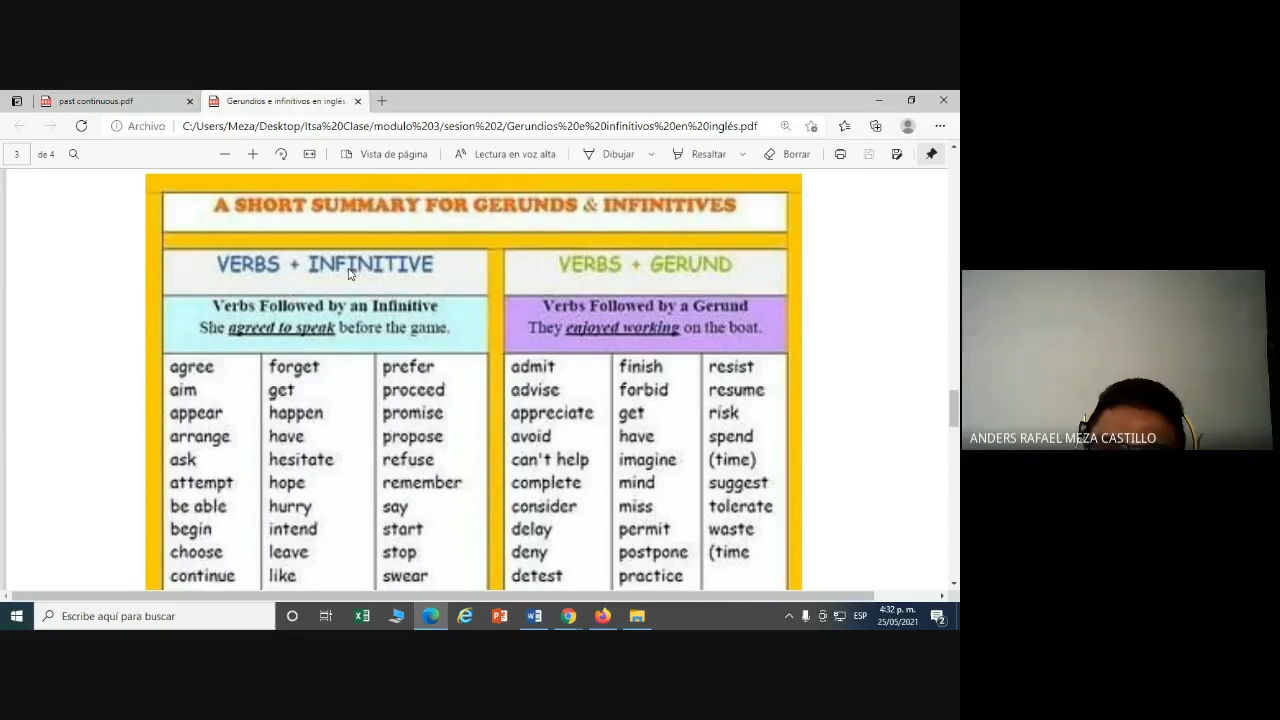 past continuous.pdf
Gerundios e infinitivos en inglés
Archivo
C:/Users/Meza/Desktop/Itsa%20Clase/modulo%203/sesion%202/Gerundios%20e%20infinitivos%20en%20inglés.pdf
3 de 4
Vista de página
Lectura en voz alta
Dibujar
Resaltar
Borrar
A SHORT SUMMARY FOR GERUNDS & INFINITIVES
VERBS + INFINITIVE
Verbs Followed by an Infinitive
She agreed to speak before the game.
agree
aim
appear
arrange
ask
attempt
be able
begin
choose
continue
forget
get
happen
have
hesitate
hope
hurry
intend
leave
like
prefer
proceed
promise
propose
refuse
remember
say
start
stop
swear
VERBS + GERUND
Verbs Followed by a Gerund
They enjoyed working on the boat.
admit
advise
appreciate
avoid
can't help
complete
consider
delay
deny
detest
finish
forbid
get
have
imagine
mind
miss
permit
postpone
practice
resist
resume
risk
spend
(time)
suggest
tolerate
waste
(time
ANDERS RAFAEL MEZA CASTILLO
Escribe aquí para buscar
ESP
4:32 p. m.
25/05/2021
2